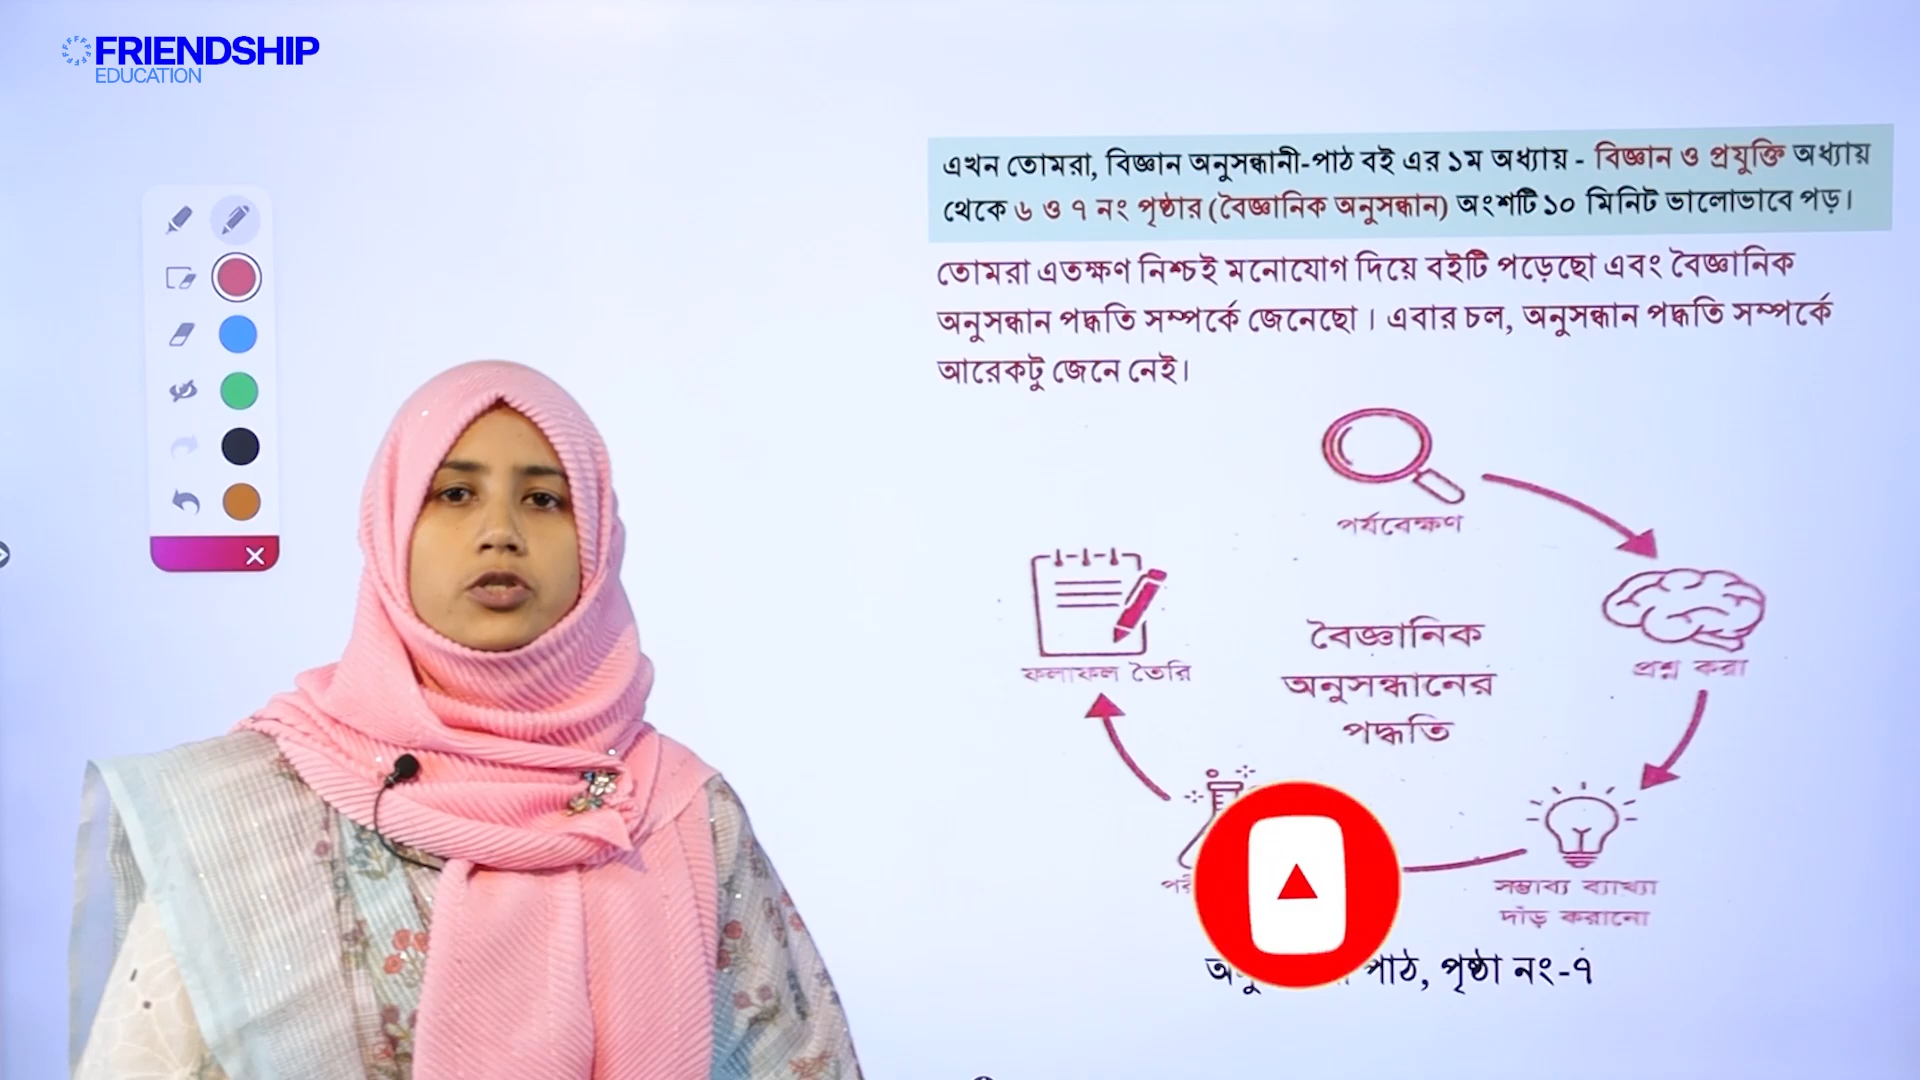 FRIENDSHIP
EDUCATION
এখন তোমরা, বিজ্ঞান অনুসন্ধানী-পাঠ বই এর ১ম অধ্যায় - বিজ্ঞান ও প্রযুক্তি অধ্যায়
থেকে ৬ ও ৭ নং পৃষ্ঠার (বৈজ্ঞানিক অনুসন্ধান) অংশটি ১০ মিনিট ভালোভাবে পড়।
তোমরা এতক্ষণ নিশ্চই মনোযোগ দিয়ে বইটি পড়েছো এবং বৈজ্ঞানিক
অনুসন্ধান পদ্ধতি সম্পর্কে জেনেছো । এবার চল, অনুসন্ধান পদ্ধতি সম্পর্কে
আরেকটু জেনে নেই।
পর্যবেক্ষণ
প্রশ্ন করা
ফলাফল তৈরি
বৈজ্ঞানিক
অনুসন্ধানের
পদ্ধতি
সম্ভাব্য ব্যাখ্যা
দাঁড় করানো
পাঠ, পৃষ্ঠা নং-৭